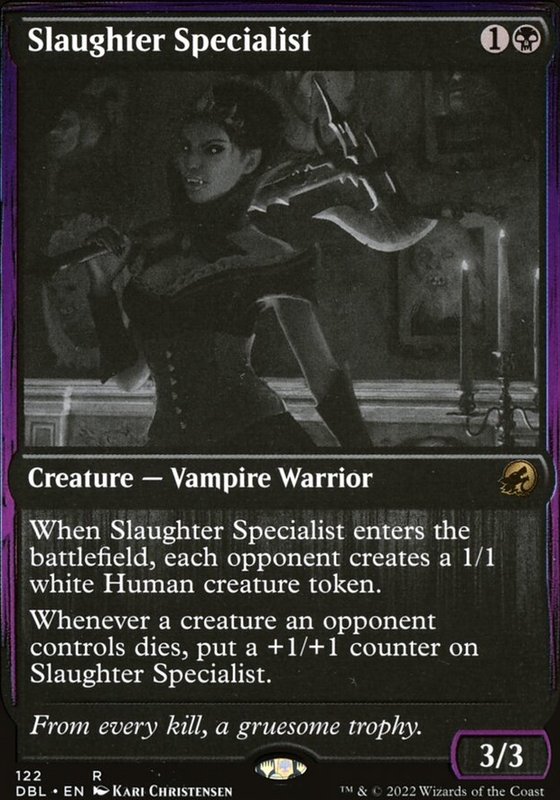 Slaughter Specialist 1
Creature — Vampire Warrior
When Slaughter Specialist enters the
battlefield, each opponent creates a 1/1
white Human creature token.
Whenever a creature an opponent
controls dies, put a +1/+1 counter on
Slaughter Specialist.
From every kill, a gruesome trophy.
3/3
122 R
DBL • EN Kari Christensen
™ & © 2022 Wizards of the Coast